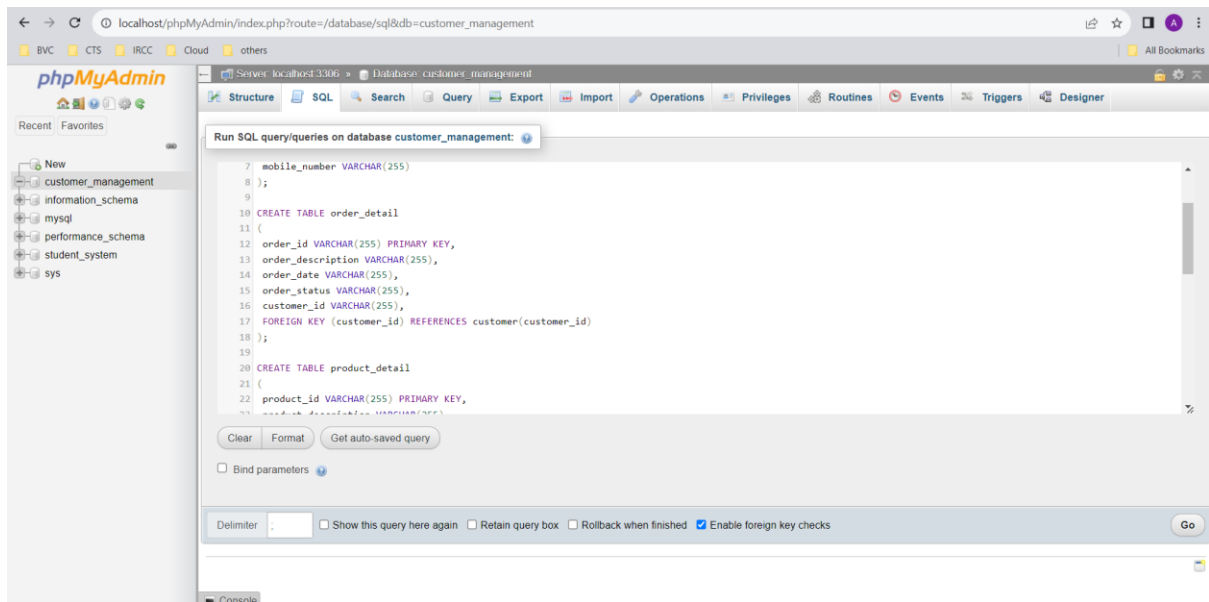 localhost/phpMyAdmin/index.php?route=/database/sql&db=customer_management
A
BVC CTS IRCC Cloud others All Bookmarks
phpMyAdmin
Recent Favorites
New
customer_management
information_schema
mysql
performance_schema
student_system
sys
Server: localhost:3306 » Database: customer_management
Structure SQL Search Query Export Import Operations Privileges Routines Events Triggers Designer
Run SQL query/queries on database customer_management:
7 mobile_number VARCHAR(255)
8 );
9
10 CREATE TABLE order_detail
11 (
12 order_id VARCHAR(255) PRIMARY KEY,
13 order_description VARCHAR(255),
14 order_date VARCHAR(255),
15 order_status VARCHAR(255),
16 customer_id VARCHAR(255),
17 FOREIGN KEY (customer_id) REFERENCES customer(customer_id)
18 );
19
20 CREATE TABLE product_detail
21 (
22 product_id VARCHAR(255) PRIMARY KEY,
23 product_description VARCHAR(255)
Clear Format Get auto-saved query
Bind parameters
Delimiter ; Show this query here again Retain query box Rollback when finished Enable foreign key checks Go
Console